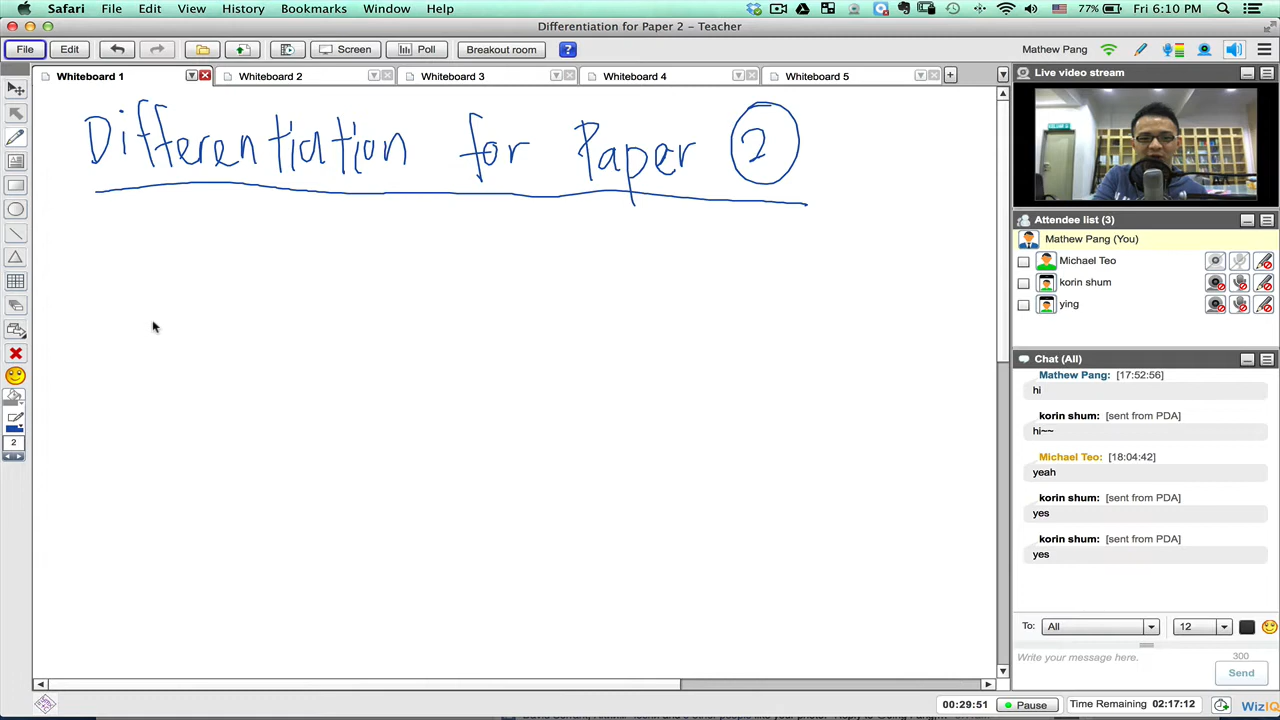 Safari File Edit View History Bookmarks Window Help 77% Fri 6:10 PM
Differentiation for Paper 2 - Teacher
File Edit Screen Poll Breakout room ? Mathew Pang
Whiteboard 1 Whiteboard 2 Whiteboard 3 Whiteboard 4 Whiteboard 5
Differentiation for Paper 2
2
Live video stream
Attendee list (3)
Mathew Pang (You)
Michael Teo
korin shum
ying
Chat (All)
Mathew Pang: [17:52:56]
hi
korin shum: [sent from PDA]
hi~~
Michael Teo: [18:04:42]
yeah
korin shum: [sent from PDA]
yes
korin shum: [sent from PDA]
yes
To: All 12
Write your message here. 300
Send
00:29:51 Pause Time Remaining 02:17:12 WizIQ